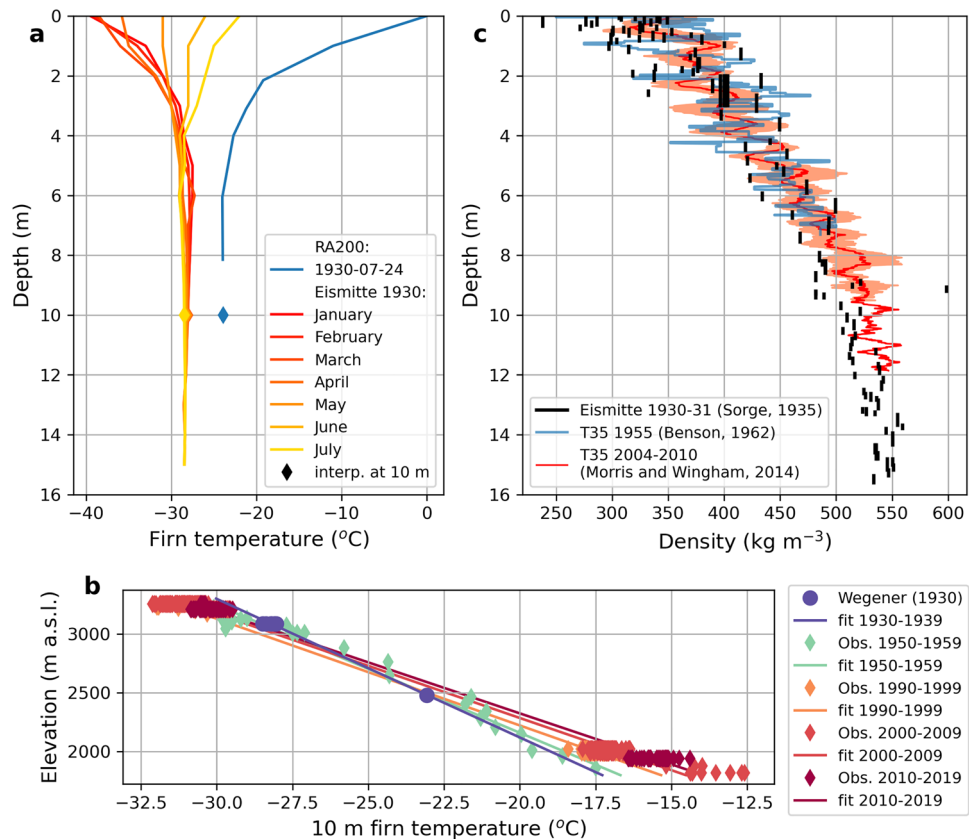 a
0
2
4
6
8
10
12
14
16
Depth (m)
−40
−30
−20
−10
0
Firn temperature (°C)
RA200:
1930-07-24
Eismitte 1930:
January
February
March
April
May
June
July
interp. at 10 m
c
0
2
4
6
8
10
12
14
16
Depth (m)
250
300
350
400
450
500
550
600
Density (kg m⁻³)
Eismitte 1930-31 (Sorge, 1935)
T35 1955 (Benson, 1962)
T35 2004-2010
(Morris and Wingham, 2014)
b
3000
2500
2000
Elevation (m a.s.l.)
−32.5
−30.0
−27.5
−25.0
−22.5
−20.0
−17.5
−15.0
−12.5
10 m firn temperature (°C)
Wegener (1930)
fit 1930-1939
Obs. 1950-1959
fit 1950-1959
Obs. 1990-1999
fit 1990-1999
Obs. 2000-2009
fit 2000-2009
Obs. 2010-2019
fit 2010-2019